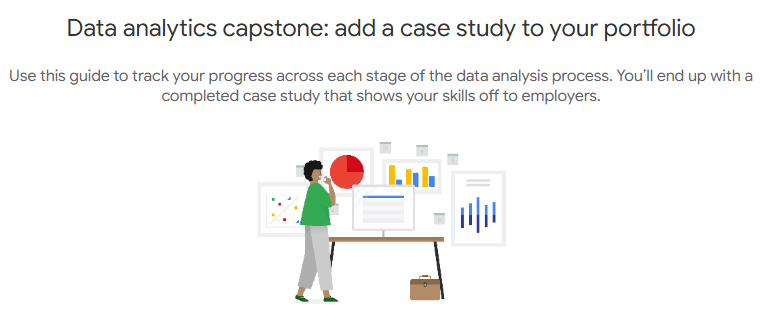 Data analytics capstone: add a case study to your portfolio
Use this guide to track your progress across each stage of the data analysis process. You’ll end up with a
completed case study that shows your skills off to employers.